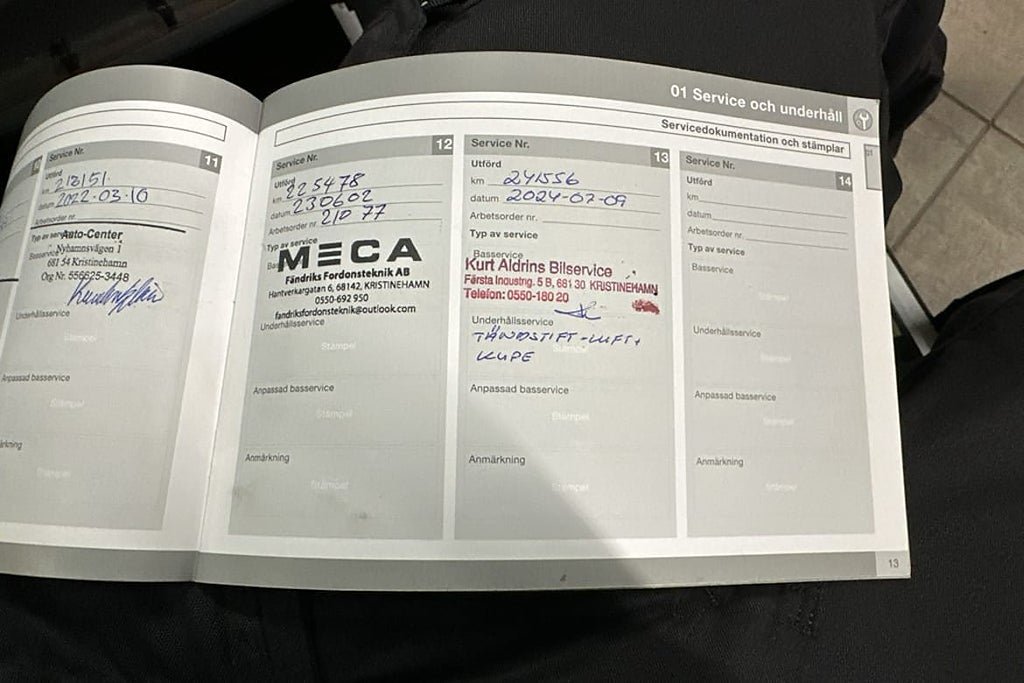 01 Service och underhåll
Servicedokumentation och stämplar
Service Nr.
11
Utförd
km 218151
datum 2022-03-10
Arbetsorder nr.
Typ av service
Auto-Center
Nyhamnsvägen 1
681 54 Kristinehamn
Org Nr. 556625-3448
Underhållsservice
Stämpel
Anpassad basservice
Stämpel
Stämpel
Service Nr.
12
Utförd
km 225478
datum 230602
Arbetsorder nr. 210 77
Typ av service
MECA
Fändriks Fordonsteknik AB
Hantverkargatan 6, 68142, KRISTINEHAMN
0550-692 950
fandriksfordonsteknik@outlook.com
Underhållsservice
Stämpel
Anpassad basservice
Stämpel
Anmärkning
Stämpel
Service Nr.
13
Utförd
km 241556
datum 2024-07-09
Arbetsorder nr.
Typ av service
Basservice
Kurt Aldrins Bilservice
Första Industrig. 5 B, 681 30 KRISTINEHAMN
Telefon: 0550-180 20
Underhållsservice
TÄNDSTIFT-LUFT+
KUPE
Stämpel
Anpassad basservice
Stämpel
Anmärkning
Stämpel
Service Nr.
14
Utförd
km
datum
Arbetsorder nr.
Typ av service
Basservice
Stämpel
Underhållsservice
Stämpel
Anpassad basservice
Stämpel
Anmärkning
Stämpel
13